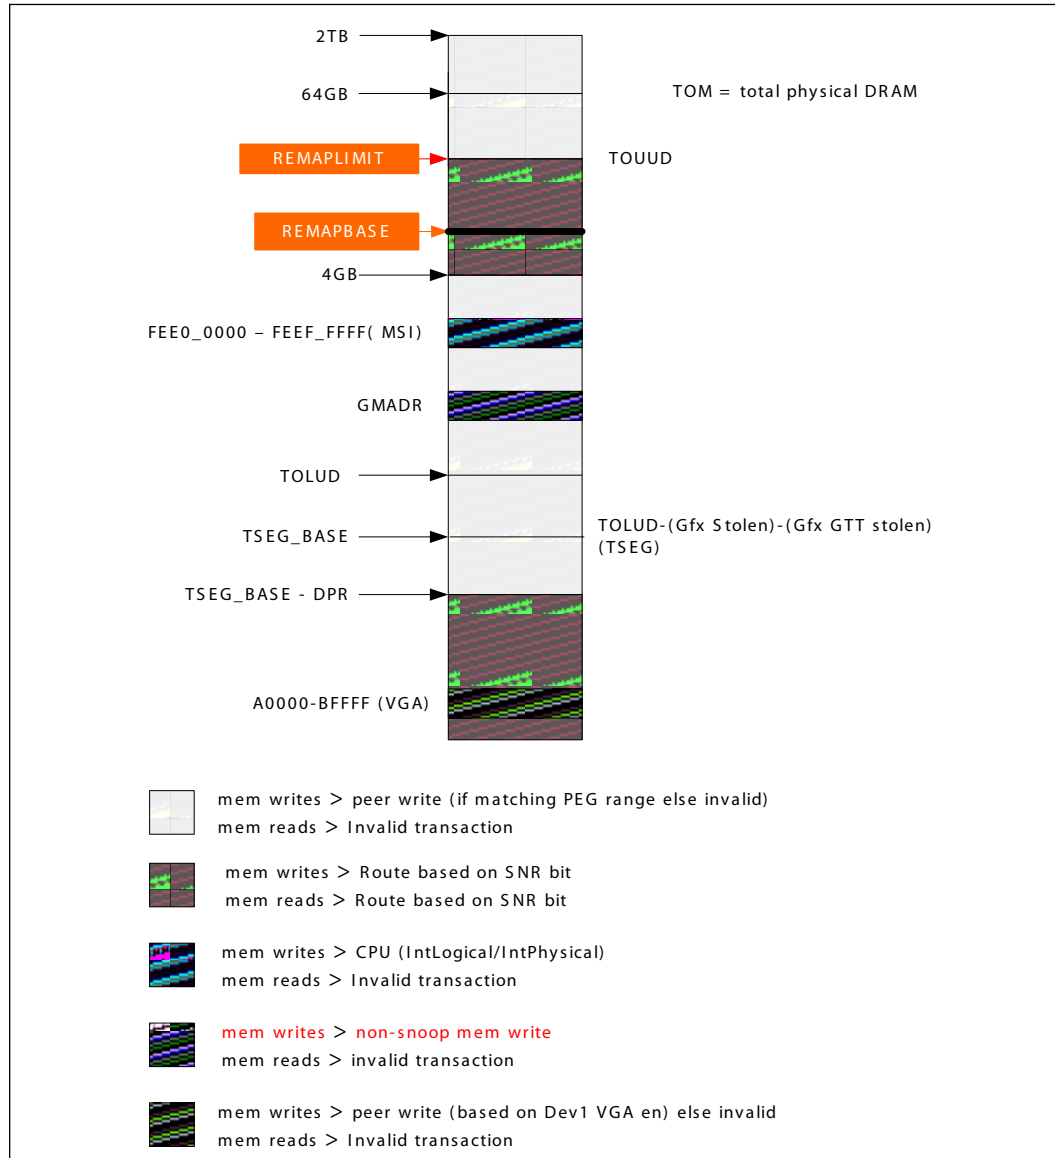 2TB
64GB
TOM = total physical DRAM
REMAPLIMIT
TOUUD
REMAPBASE
4GB
FEE0_0000 – FEEF_FFFF( MSI)
GMADR
TOLUD
TSEG_BASE
TOLUD-(Gfx Stolen)-(Gfx GTT stolen)
(TSEG)
TSEG_BASE - DPR
A0000-BFFFF (VGA)
mem writes > peer write (if matching PEG range else invalid)
mem reads > Invalid transaction
mem writes > Route based on SNR bit
mem reads > Route based on SNR bit
mem writes > CPU (IntLogical/IntPhysical)
mem reads > Invalid transaction
mem writes > non-snoop mem write
mem reads > invalid transaction
mem writes > peer write (based on Dev1 VGA en) else invalid
mem reads > Invalid transaction